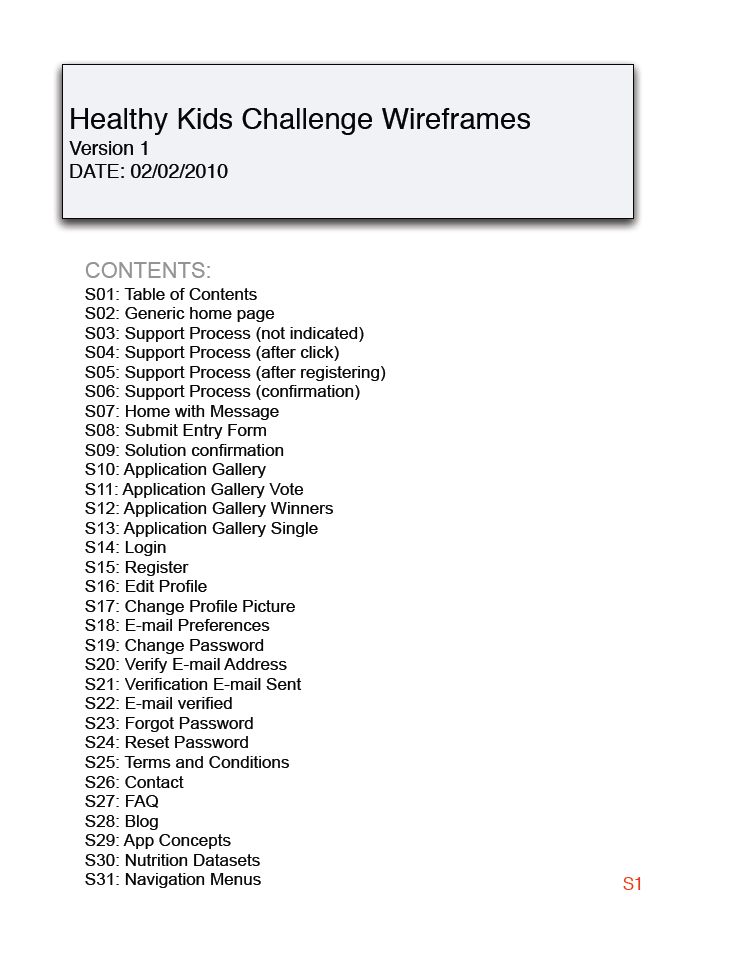 Healthy Kids Challenge Wireframes
Version 1
DATE: 02/02/2010
CONTENTS:
S01: Table of Contents
S02: Generic home page
S03: Support Process (not indicated)
S04: Support Process (after click)
S05: Support Process (after registering)
S06: Support Process (confirmation)
S07: Home with Message
S08: Submit Entry Form
S09: Solution confirmation
S10: Application Gallery
S11: Application Gallery Vote
S12: Application Gallery Winners
S13: Application Gallery Single
S14: Login
S15: Register
S16: Edit Profile
S17: Change Profile Picture
S18: E-mail Preferences
S19: Change Password
S20: Verify E-mail Address
S21: Verification E-mail Sent
S22: E-mail verified
S23: Forgot Password
S24: Reset Password
S25: Terms and Conditions
S26: Contact
S27: FAQ
S28: Blog
S29: App Concepts
S30: Nutrition Datasets
S31: Navigation Menus
S1